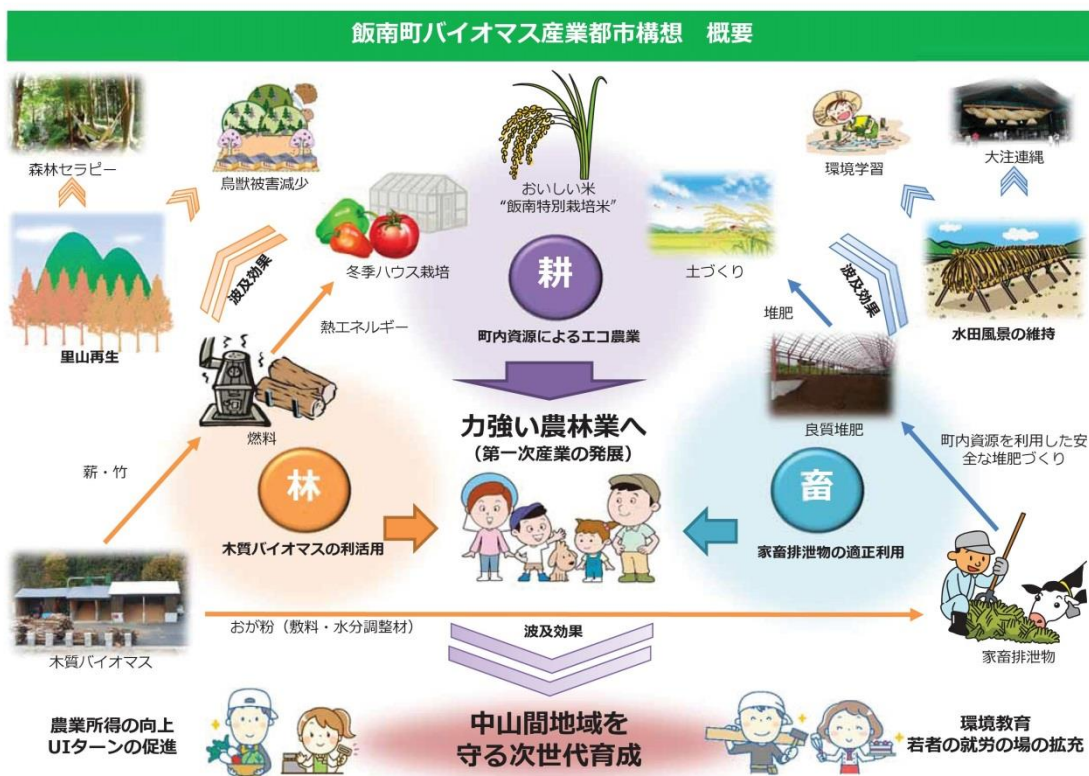 飯南町バイオマス産業都市構想　概要
森林セラピー
鳥獣被害減少
おいしい米
“飯南特別栽培米”
環境学習
大注連縄
里山再生
波及効果
冬季ハウス栽培
熱エネルギー
耕
町内資源によるエコ農業
土づくり
堆肥
波及効果
水田風景の維持
燃料
薪・竹
林
木質バイオマスの利活用
力強い農林業へ
(第一次産業の発展)
良質堆肥
畜
家畜排泄物の適正利用
町内資源を利用した安
全な堆肥づくり
木質バイオマス
おが粉（敷料・水分調整材）
波及効果
家畜排泄物
農業所得の向上
UIターンの促進
中山間地域を
守る次世代育成
環境教育
若者の就労の場の拡充